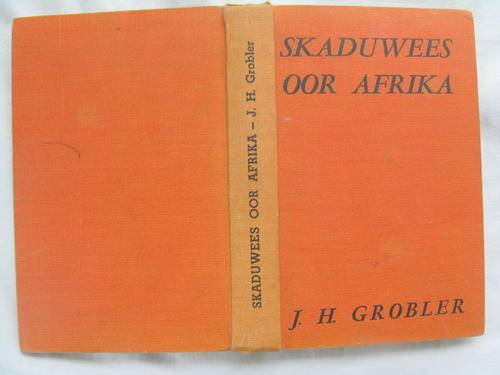 SKADUWEES OOR AFRIKA – J. H. Grobler
SKADUWEES
OOR AFRIKA
J. H. GROBLER